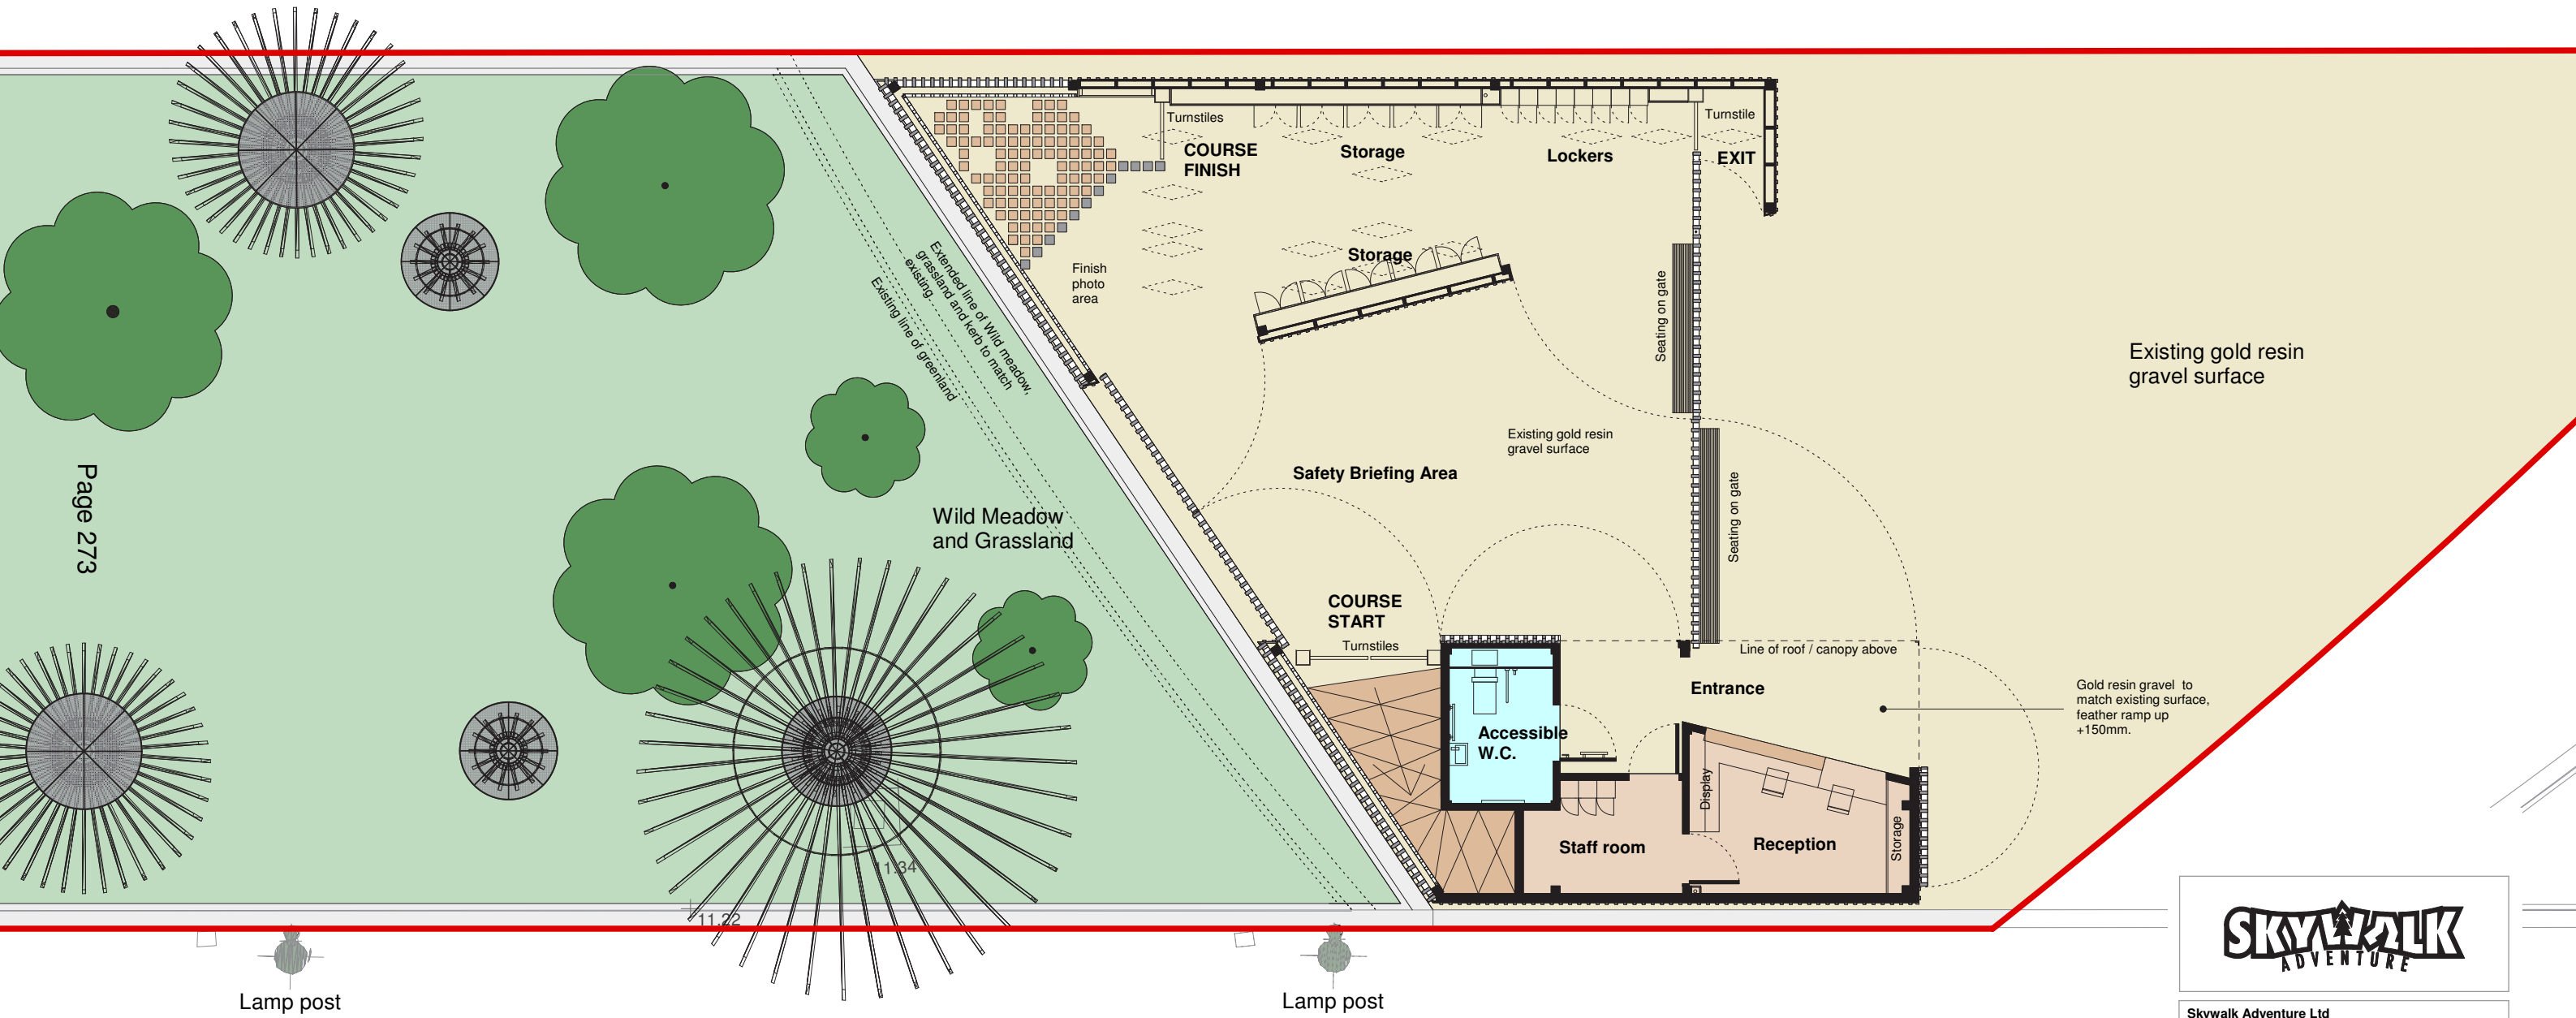 Turnstiles
COURSE
FINISH
Storage
Lockers
Turnstile
EXIT
Storage
Finish
photo
area
Extended line of Wild meadow,
grassland and kerb to match
existing.
Existing line of greenland
Seating on gate
Existing gold resin
gravel surface
Existing gold resin
gravel surface
Safety Briefing Area
Seating on gate
Page 273
Wild Meadow
and Grassland
COURSE
START
Turnstiles
Line of roof / canopy above
Entrance
Gold resin gravel to
match existing surface,
feather ramp up
+150mm.
Accessible
W.C.
Display
Staff room
Reception
Storage
11.34
11.22
Lamp post
Lamp post
SKYWALK
ADVENTURE
Skywalk Adventure Ltd